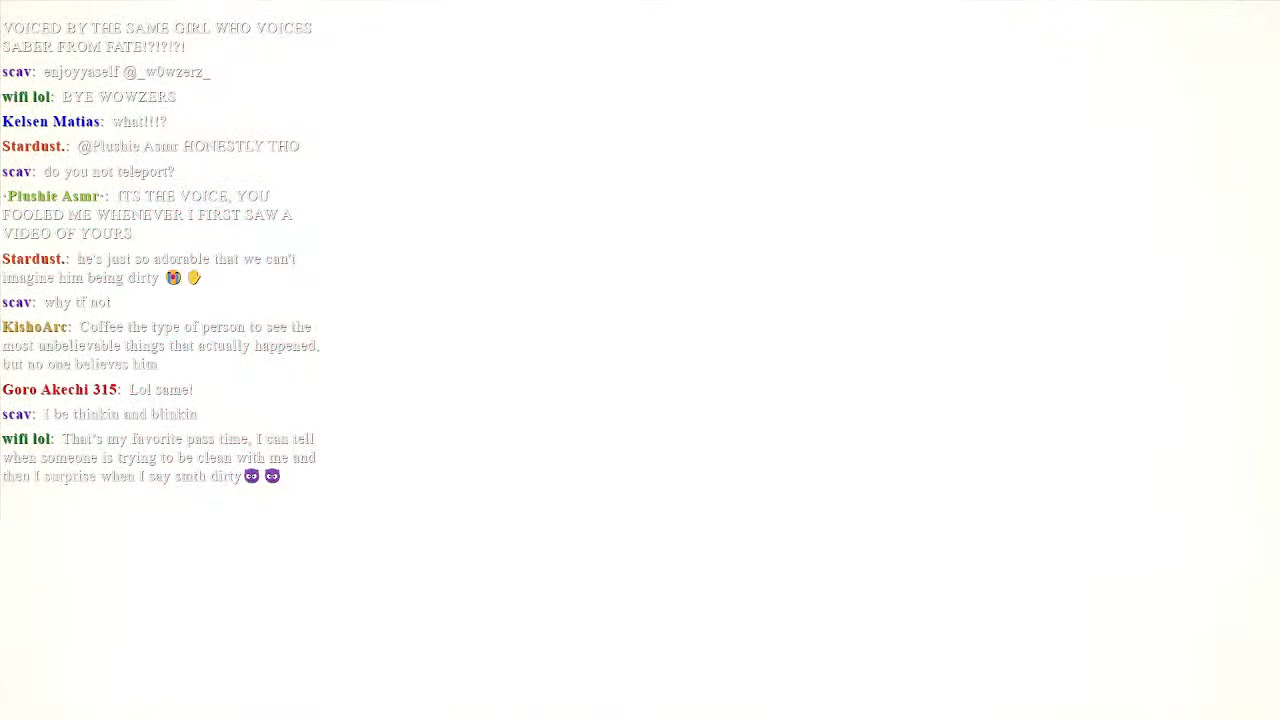 VOICED BY THE SAME GIRL WHO VOICES
SABER FROM FATE!?!?!?!
scav: enjoyyaself @_w0wzerz_
wifi lol: BYE WOWZERS
Kelsen Matias: what!!!?
Stardust.: @Plushie Asmr HONESTLY THO
scav: do you not teleport?
·Plushie Asmr·: ITS THE VOICE, YOU
FOOLED ME WHENEVER I FIRST SAW A
VIDEO OF YOURS
Stardust.: he's just so adorable that we can't
imagine him being dirty 😭✋
scav: why tf not
KishoArc: Coffee the type of person to see the
most unbelievable things that actually happened,
but no one believes him
Goro Akechi 315: Lol same!
scav: I be thinkin and blinkin
wifi lol: That's my favorite pass time, I can tell
when someone is trying to be clean with me and
then I surprise when I say smth dirty😈 😈